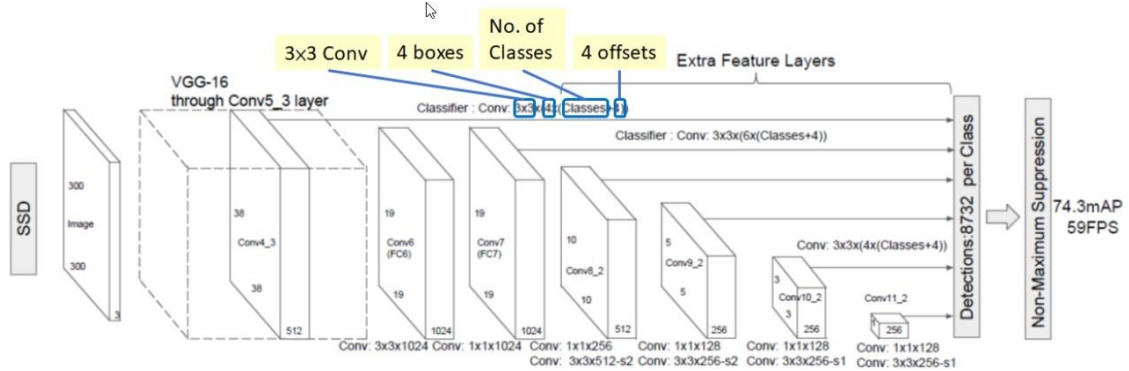 No. of
Classes
3x3 Conv
4 boxes
4 offsets
Extra Feature Layers
VGG-16
through Conv5_3 layer
Classifier : Conv: 3x3x(4x(Classes+4))
Classifier : Conv: 3x3x(6x(Classes+4))
SSD
300
Image
300
3
38
Conv4_3
38
512
19
Conv6
(FC6)
19
1024
19
Conv7
(FC7)
19
1024
10
Conv8_2
10
512
5
Conv9_2
5
256
Conv: 3x3x(4x(Classes+4))
3
Conv10_2
3
256
Conv11_2
1
256
Detections:8732 per Class
Non-Maximum Suppression
74.3mAP
59FPS
Conv: 3x3x1024
Conv: 1x1x1024
Conv: 1x1x256
Conv: 3x3x512-s2
Conv: 1x1x128
Conv: 3x3x256-s2
Conv: 1x1x128
Conv: 3x3x256-s1
Conv: 1x1x128
Conv: 3x3x256-s1